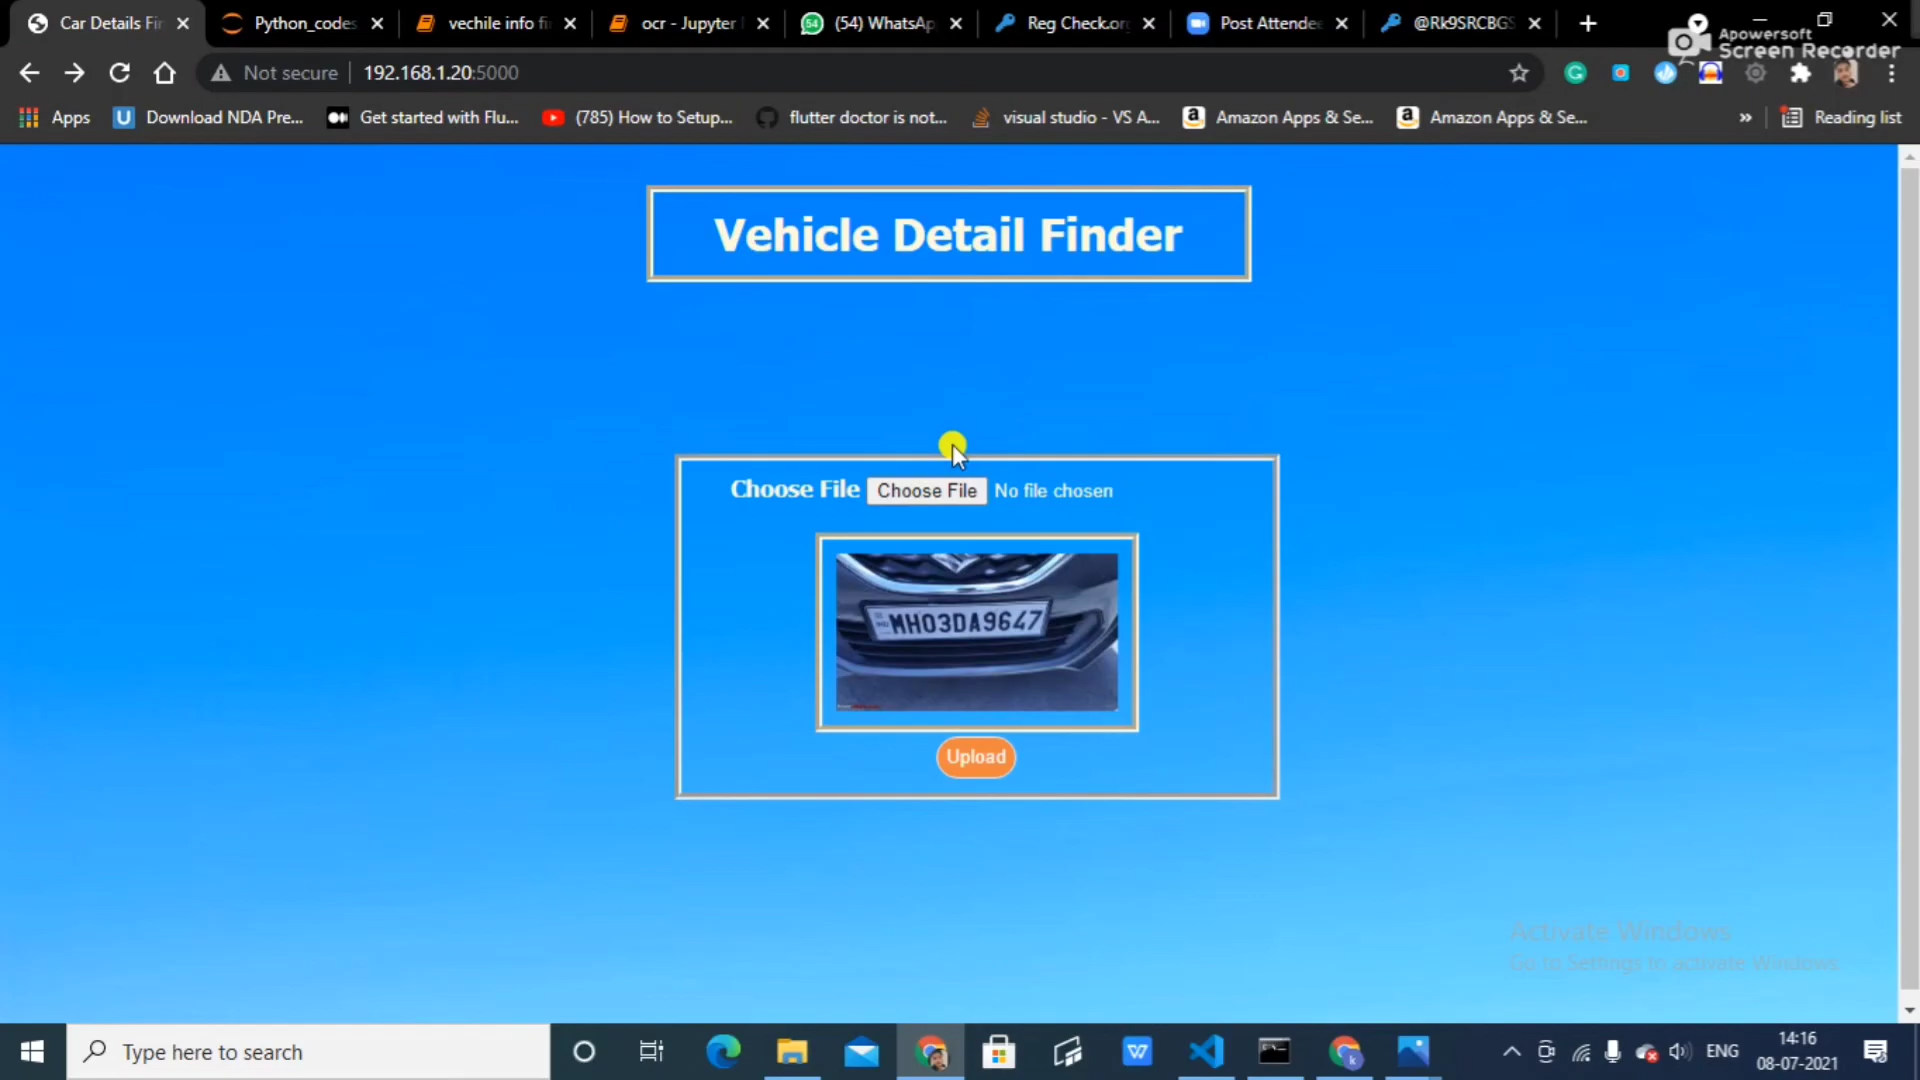 Car Details Fi
Python_codes
vechile info fi
ocr - Jupyter
(54) WhatsAp
Reg Check.or
Post Attende
@Rk9SRCBGS
Apowersoft
Screen Recorder
Not secure
192.168.1.20:5000
Apps
Download NDA Pre...
Get started with Flu...
(785) How to Setup...
flutter doctor is not...
visual studio - VS A...
Amazon Apps & Se...
Amazon Apps & Se...
»
Reading list
Vehicle Detail Finder
Choose File
Choose File
No file chosen
MH03DA9647
Upload
Activate Windows
Go to Settings to activate Windows.
Type here to search
ENG
14:16
08-07-2021